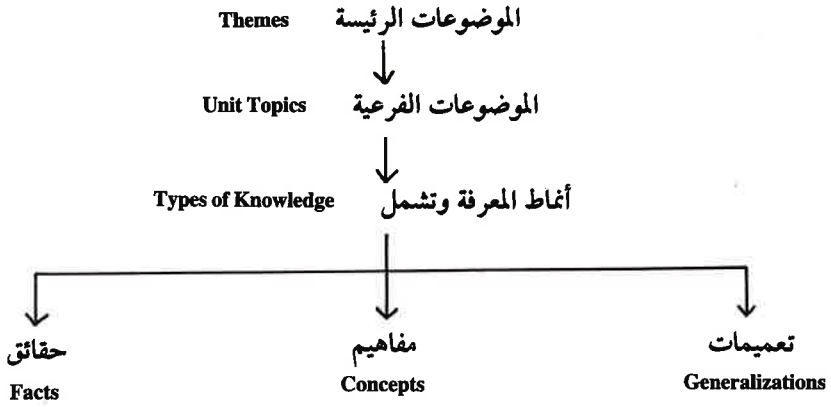 الموضوعات الرئيسة Themes
الموضوعات الفرعية Unit Topics
أنماط المعرفة وتشمل Types of Knowledge
تعميمات مفاهيم حقائق
Generalizations Concepts Facts